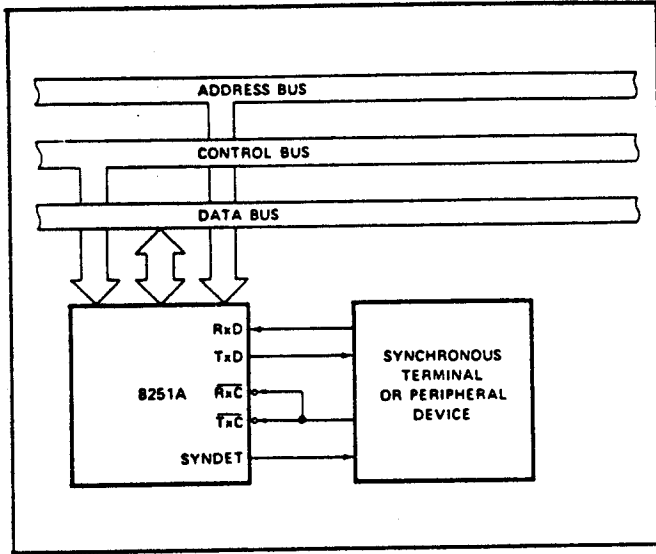 ADDRESS BUS
CONTROL BUS
DATA BUS
RxD
TxD
8251A
RxC
TxC
SYNDET
SYNCHRONOUS
TERMINAL
OR PERIPHERAL
DEVICE